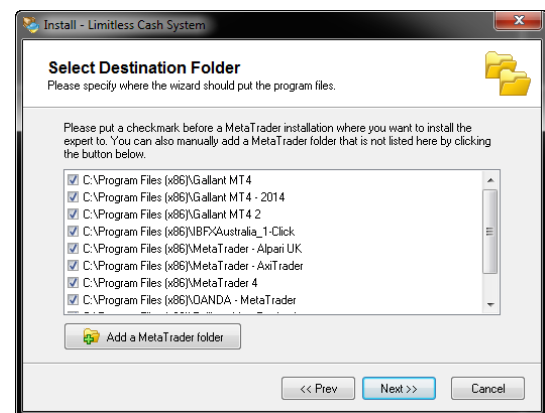 Install - Limitless Cash System
Select Destination Folder
Please specify where the wizard should put the program files.
Please put a checkmark before a MetaTrader installation where you want to install the
expert to. You can also manually add a MetaTrader folder that is not listed here by clicking
the button below.
C:\Program Files (x86)\Gallant MT4
C:\Program Files (x86)\Gallant MT4 - 2014
C:\Program Files (x86)\Gallant MT4 2
C:\Program Files (x86)\IBFXAustralia_1-Click
C:\Program Files (x86)\MetaTrader - Alpari UK
C:\Program Files (x86)\MetaTrader - AxiTrader
C:\Program Files (x86)\MetaTrader 4
C:\Program Files (x86)\OANDA - MetaTrader
Add a MetaTrader folder
<< Prev Next >> Cancel